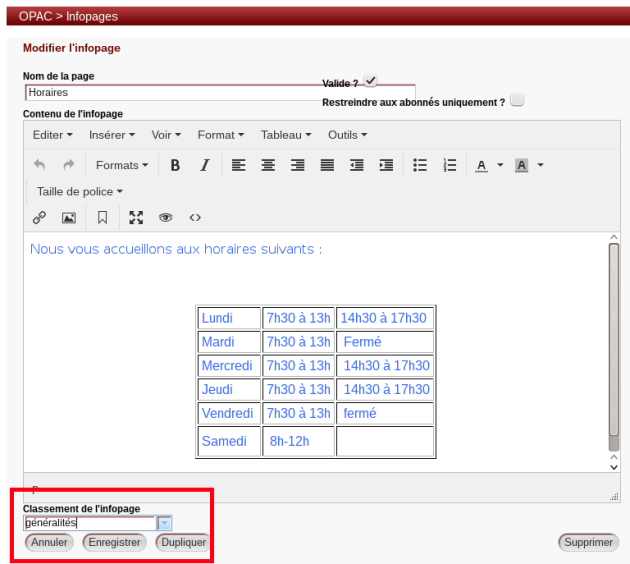 OPAC > Infopages
Modifier l'infopage
Nom de la page
Valide ?
Horaires
Restreindre aux abonnés uniquement ?
Contenu de l'infopage
Editer Insérer Voir Format Tableau Outils
Formats B I A A
Taille de police
Nous vous accueillons aux horaires suivants :
Lundi 7h30 à 13h 14h30 à 17h30
Mardi 7h30 à 13h Fermé
Mercredi 7h30 à 13h 14h30 à 17h30
Jeudi 7h30 à 13h 14h30 à 17h30
Vendredi 7h30 à 13h fermé
Samedi 8h-12h
p
Classement de l'infopage
généralités
Annuler Enregistrer Dupliquer Supprimer